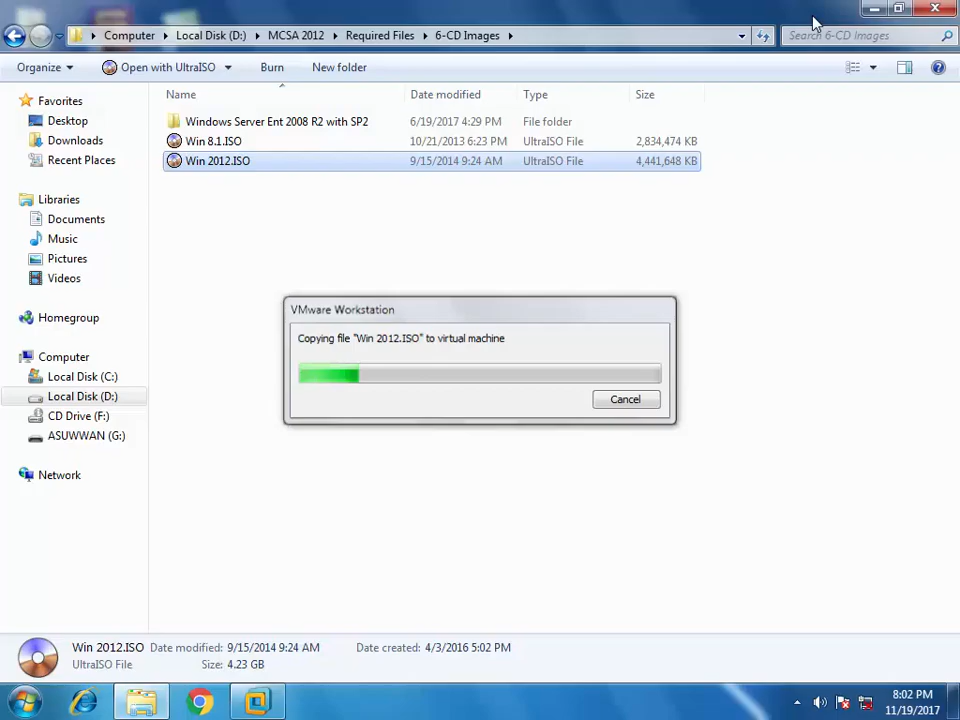 Computer Local Disk (D:) MCSA 2012 Required Files 6-CD Images Search 6-CD Images
Organize Open with UltraISO Burn New folder
Name Date modified Type Size
Favorites
Desktop
Downloads
Recent Places
Libraries
Documents
Music
Pictures
Videos
Homegroup
Computer
Local Disk (C:)
Local Disk (D:)
CD Drive (F:)
ASUWWAN (G:)
Network
Windows Server Ent 2008 R2 with SP2 6/19/2017 4:29 PM File folder
Win 8.1.ISO 10/21/2013 6:23 PM UltraISO File 2,834,474 KB
Win 2012.ISO 9/15/2014 9:24 AM UltraISO File 4,441,648 KB
VMware Workstation
Copying file "Win 2012.ISO" to virtual machine
Cancel
Win 2012.ISO Date modified: 9/15/2014 9:24 AM Date created: 4/3/2016 5:02 PM
UltraISO File Size: 4.23 GB
8:02 PM
11/19/2017